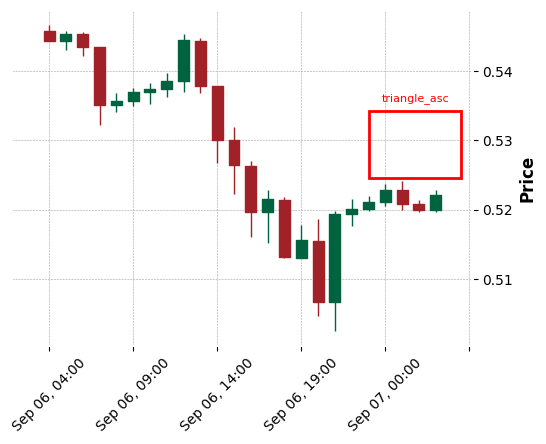 triangle_asc
0.54
0.53
0.52
0.51
Price
Sep 06, 04:00
Sep 06, 09:00
Sep 06, 14:00
Sep 06, 19:00
Sep 07, 00:00